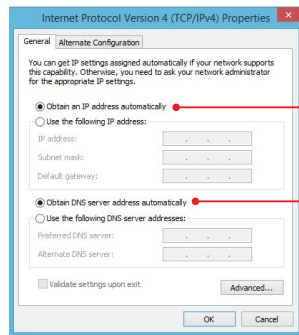 Internet Protocol Version 4 (TCP/IPv4) Properties
General
Alternate Configuration
You can get IP settings assigned automatically if your network supports
this capability. Otherwise, you need to ask your network administrator
for the appropriate IP settings.
Obtain an IP address automatically
Use the following IP address:
IP address:
Subnet mask:
Default gateway:
Obtain DNS server address automatically
Use the following DNS server addresses:
Preferred DNS server:
Alternate DNS server:
Validate settings upon exit
Advanced...
OK
Cancel